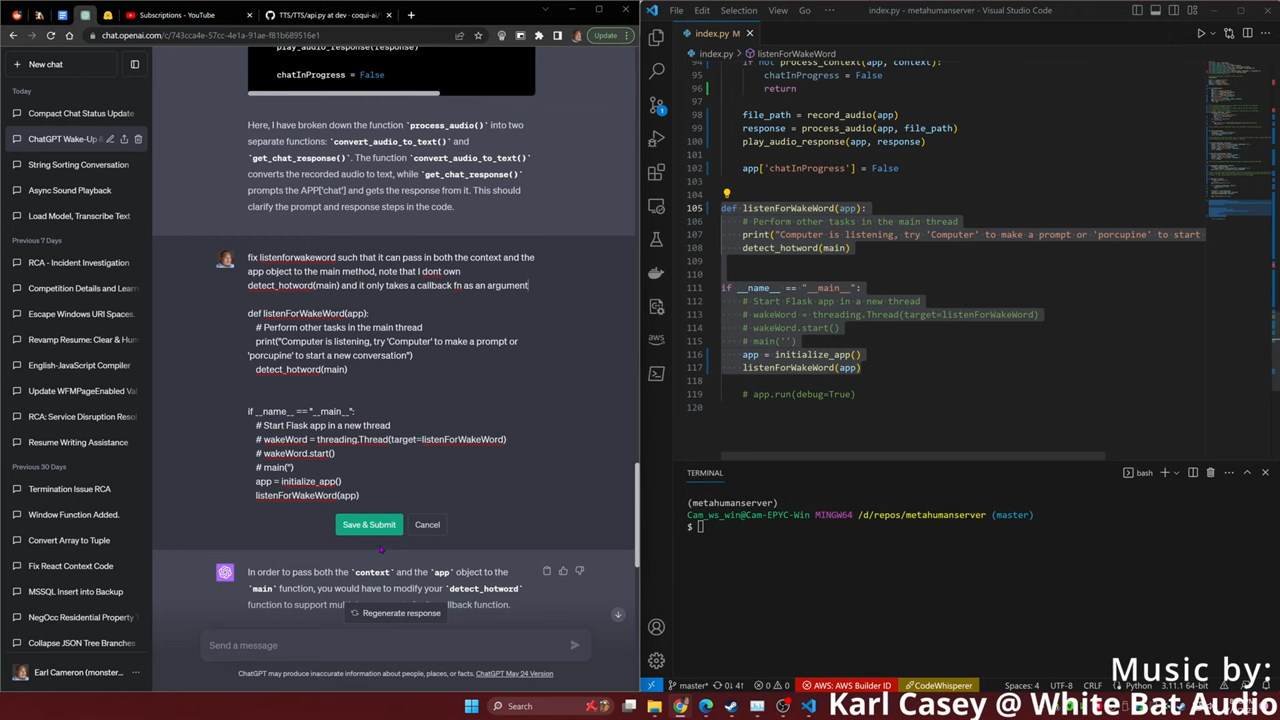 Subscriptions - YouTube
TTS/TTS/api.py at dev · coqui-ai/
chat.openai.com/c/743cca4e-57cc-4e1a-91ae-f81b689516e1
Update
New chat
Today
Compact Chat Status Update
ChatGPT Wake-Up
String Sorting Conversation
Async Sound Playback
Load Model, Transcribe Text
Previous 7 Days
RCA - Incident Management
Competition Details and Lear
Escape Windows URI Spaces.
Revamp Resume: Clear & Hum
English-JavaScript Compiler
Update WFMPageEnabled Val
RCA: Service Disruption Resol
Resume Writing Assistance
Previous 30 Days
Termination Issue RCA
Window Function Added.
Convert Array to Tuple
Fix React Context Code
MSSQL Insert into Backup
NegOcc Residential Property T
Collapse JSON Tree Branches
Earl Cameron (monster...
play_audio_response(response)
chatInProgress = False
Here, I have broken down the function `process_audio()` into two
separate functions: `convert_audio_to_text()` and
`get_chat_response()`. The function `convert_audio_to_text()`
converts the recorded audio to text, while `get_chat_response()`
prompts the APP['chat'] and gets the response from it. This should
clarify the prompt and response steps in the code.
fix listenforwakeword such that it can pass in both the context and the
app object to the main method, note that I dont own
detect_hotword(main) and it only takes a callback fn as an argument
def listenForWakeWord(app):
# Perform other tasks in the main thread
print("Computer is listening, try 'Computer' to make a prompt or
'porcupine' to start a new conversation")
detect_hotword(main)
if __name__ == "__main__":
# Start Flask app in a new thread
# wakeWord = threading.Thread(target=listenForWakeWord)
# wakeWord.start()
# main('')
app = initialize_app()
listenForWakeWord(app)
Save & Submit
Cancel
In order to pass both the `context` and the `app` object to the
`main` function, you would have to modify your `detect_hotword`
Regenerate response
Send a message
ChatGPT may produce inaccurate information about people, places, or facts. ChatGPT May 24 Version
Search
File Edit Selection View Go
index.py - metahumanserver - Visual Studio Code
index.py M
index.py > listenForWakeWord
94 if not process_context(app, context):
95 chatInProgress = False
96 return
97
98 file_path = record_audio(app)
99 response = process_audio(app, file_path)
100 play_audio_response(app, response)
101
102 app['chatInProgress'] = False
103
104
105 def listenForWakeWord(app):
106 # Perform other tasks in the main thread
107 print("Computer is listening, try 'Computer' to make a prompt or 'porcupine' to start
108 detect_hotword(main)
109
110
111 if __name__ == "__main__":
112 # Start Flask app in a new thread
113 # wakeWord = threading.Thread(target=listenForWakeWord)
114 # wakeWord.start()
115 # main('')
116 app = initialize_app()
117 listenForWakeWord(app)
118
119 # app.run(debug=True)
120
TERMINAL
bash
(metahumanserver)
Cam_ws_win@Cam-EPYC-Win MINGW64 /d/repos/metahumanserver (master)
$
master* 0↓ 4↑ 0 0 AWS: AWS Builder ID CodeWhisperer Spaces: 4 UTF-8 CRLF Python 3.11.1 64-bit
Music by:
Karl Casey @ White Bat Audio